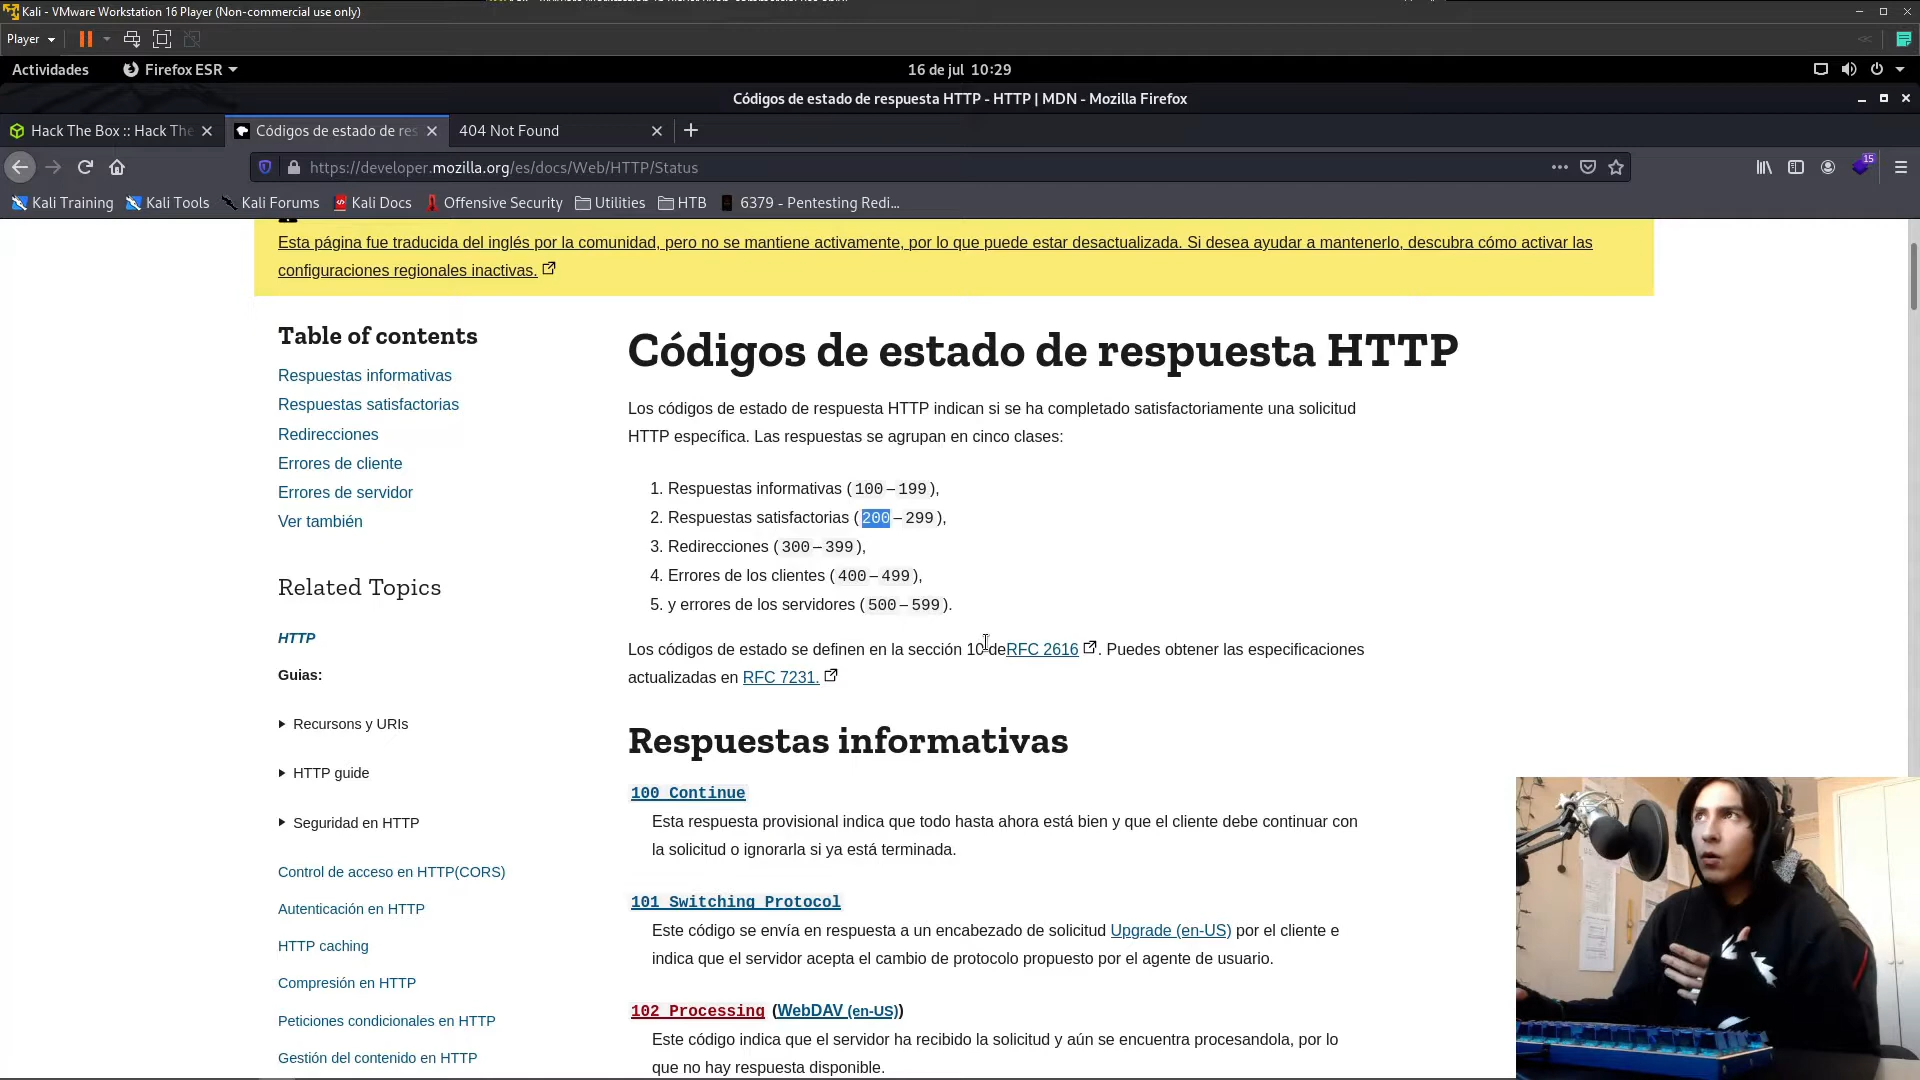 Kali - VMware Workstation 16 Player (Non-commercial use only)
Player
Actividades Firefox ESR 16 de jul 10:29
Códigos de estado de respuesta HTTP - HTTP | MDN - Mozilla Firefox
Hack The Box :: Hack The Códigos de estado de res 404 Not Found
https://developer.mozilla.org/es/docs/Web/HTTP/Status 15
Kali Training Kali Tools Kali Forums Kali Docs Offensive Security Utilities HTB 6379 - Pentesting Redi...
Esta página fue traducida del inglés por la comunidad, pero no se mantiene activamente, por lo que puede estar desactualizada. Si desea ayudar a mantenerlo, descubra cómo activar las
configuraciones regionales inactivas.
Table of contents
Respuestas informativas
Respuestas satisfactorias
Redirecciones
Errores de cliente
Errores de servidor
Ver también
Related Topics
HTTP
Guias:
Recursons y URIs
HTTP guide
Seguridad en HTTP
Control de acceso en HTTP(CORS)
Autenticación en HTTP
HTTP caching
Compresión en HTTP
Peticiones condicionales en HTTP
Gestión del contenido en HTTP
Códigos de estado de respuesta HTTP
Los códigos de estado de respuesta HTTP indican si se ha completado satisfactoriamente una solicitud
HTTP específica. Las respuestas se agrupan en cinco clases:
1. Respuestas informativas (100–199),
2. Respuestas satisfactorias (200–299),
3. Redirecciones (300–399),
4. Errores de los clientes (400–499),
5. y errores de los servidores (500–599).
Los códigos de estado se definen en la sección 10 deRFC 2616. Puedes obtener las especificaciones
actualizadas en RFC 7231.
Respuestas informativas
100 Continue
Esta respuesta provisional indica que todo hasta ahora está bien y que el cliente debe continuar con
la solicitud o ignorarla si ya está terminada.
101 Switching Protocol
Este código se envía en respuesta a un encabezado de solicitud Upgrade (en-US) por el cliente e
indica que el servidor acepta el cambio de protocolo propuesto por el agente de usuario.
102 Processing (WebDAV (en-US))
Este código indica que el servidor ha recibido la solicitud y aún se encuentra procesandola, por lo
que no hay respuesta disponible.